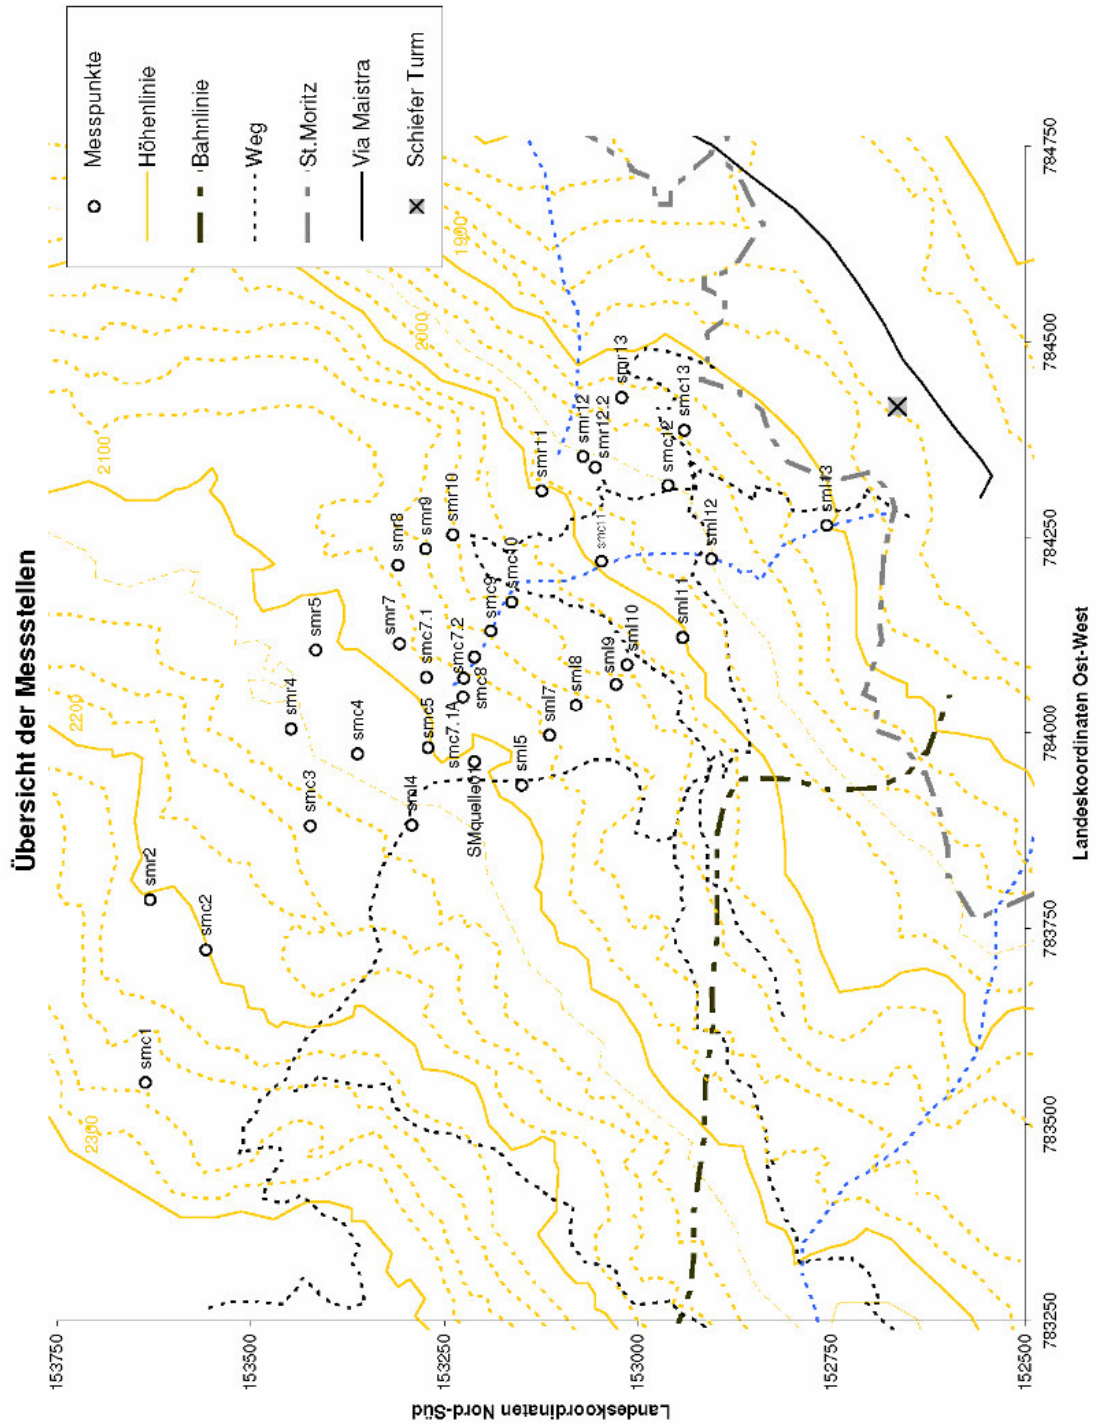 Übersicht der Messstellen
Messpunkte
Höhenlinie
Bahnlinie
Weg
St.Moritz
Via Maistra
Schiefer Turm
2300
2200
2100
2000
1900
smc1
smr2
smc2
smc3
smr4
smc4
smr5
sml4
smc5
smr7
smc7.1
smc7.1A
smc7.2
smc8
SMquelle01
sml5
smr8
smr9
smr10
smc9
smc10
sml7
sml8
sml9
sml10
smr11
smc11
sml11
smr12
smr12.2
smc12
sml12
smr13
smc13
sml13
153750
153500
153250
153000
152750
152500
Landeskoordinaten Nord-Süd
783250
783500
783750
784000
784250
784500
784750
Landeskoordinaten Ost-West